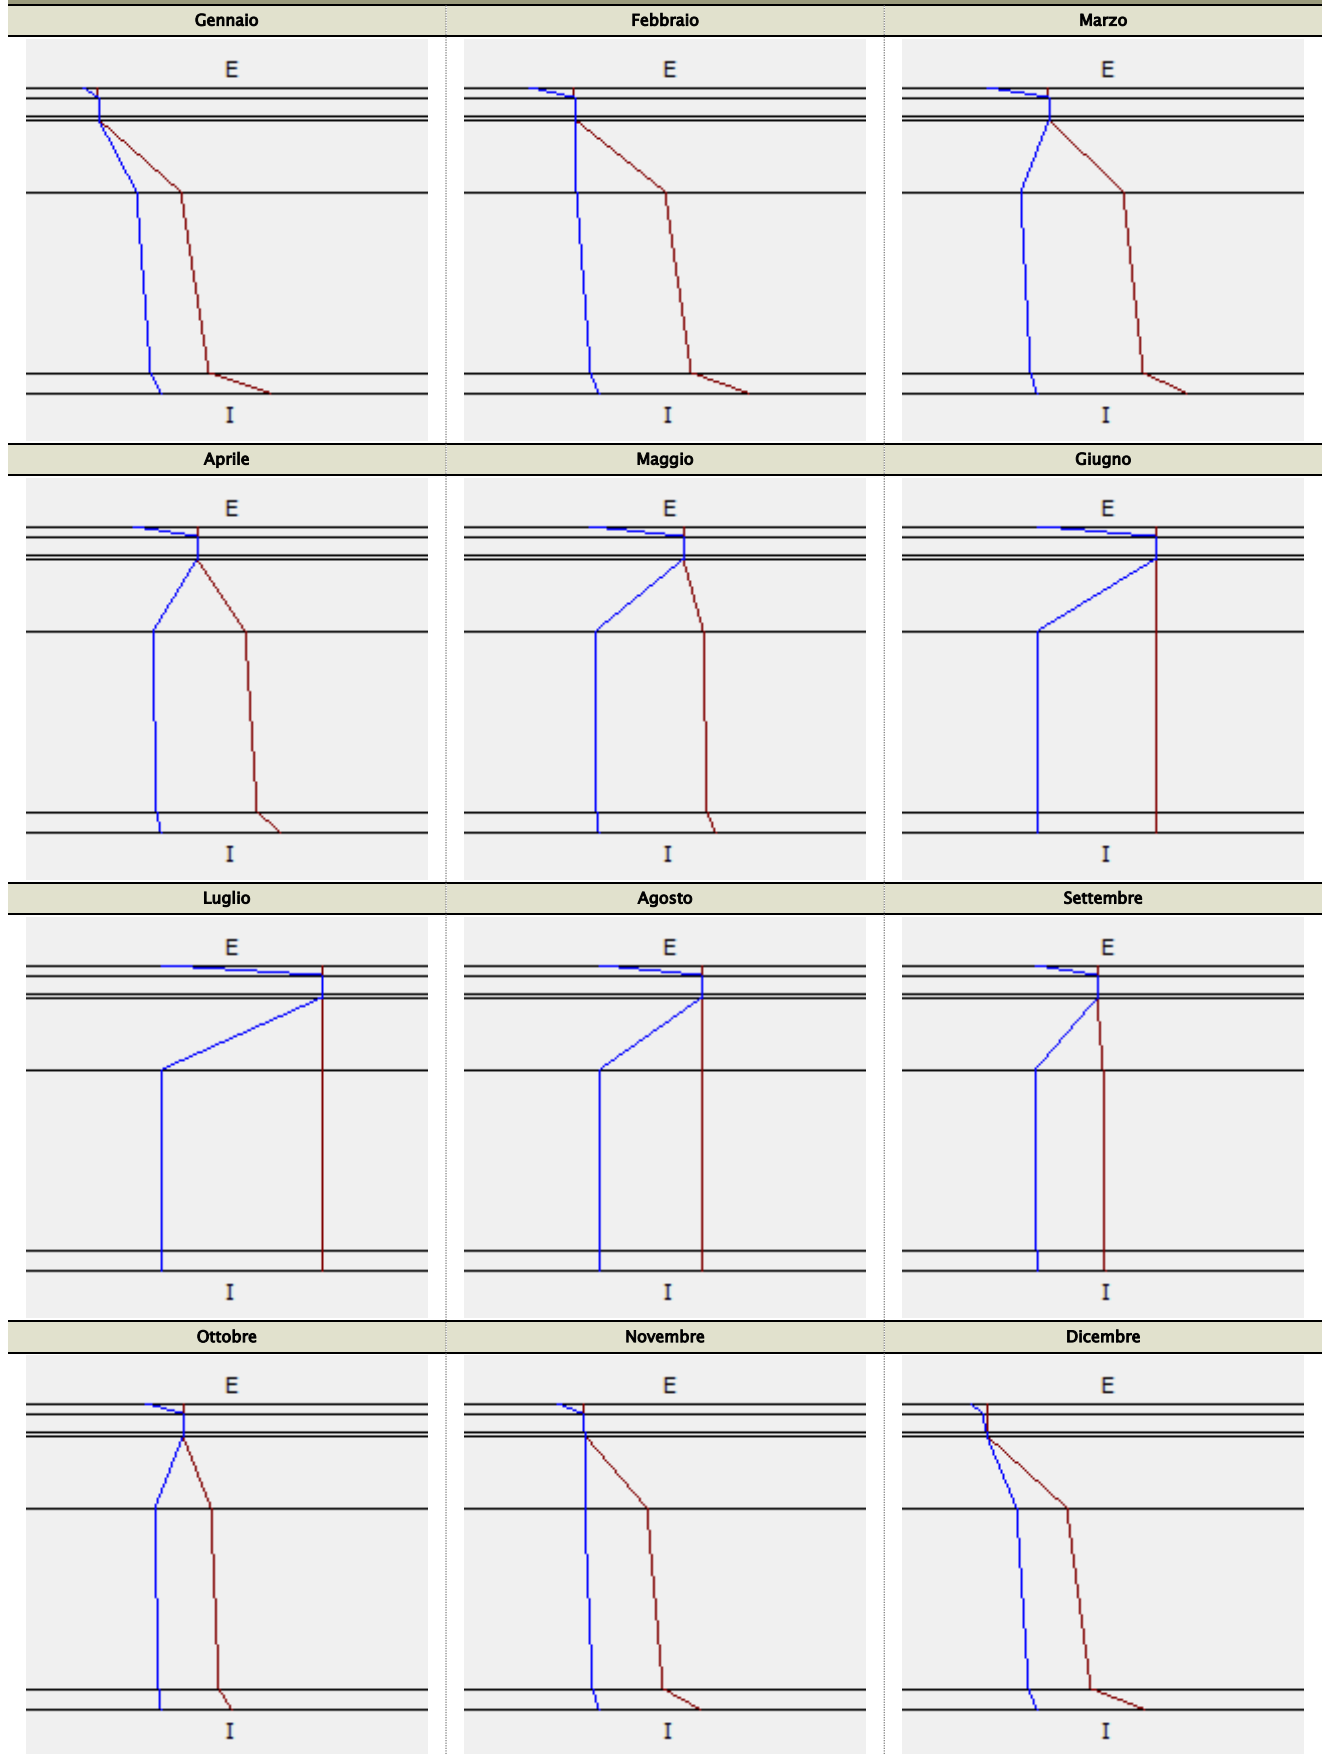 Gennaio Febbraio Marzo
E E E
I I I
Aprile Maggio Giugno
E E E
I I I
Luglio Agosto Settembre
E E E
I I I
Ottobre Novembre Dicembre
E E E
I I I